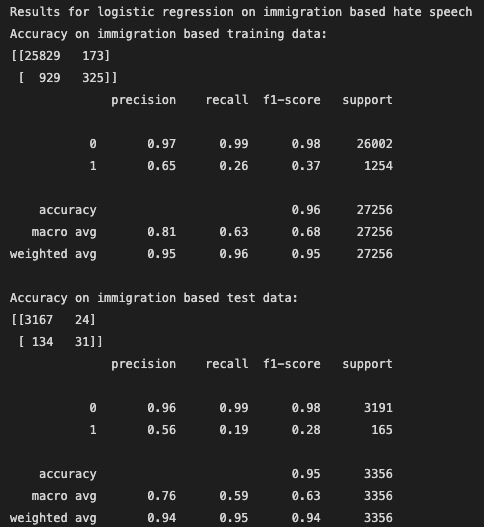 Results for logistic regression on immigration based hate speech
Accuracy on immigration based training data:
[[25829   173]
 [  929   325]]
              precision    recall  f1-score   support

           0       0.97      0.99      0.98     26002
           1       0.65      0.26      0.37      1254

    accuracy                           0.96     27256
   macro avg       0.81      0.63      0.68     27256
weighted avg       0.95      0.96      0.95     27256

Accuracy on immigration based test data:
[[3167   24]
 [ 134   31]]
              precision    recall  f1-score   support

           0       0.96      0.99      0.98      3191
           1       0.56      0.19      0.28       165

    accuracy                           0.95      3356
   macro avg       0.76      0.59      0.63      3356
weighted avg       0.94      0.95      0.94      3356